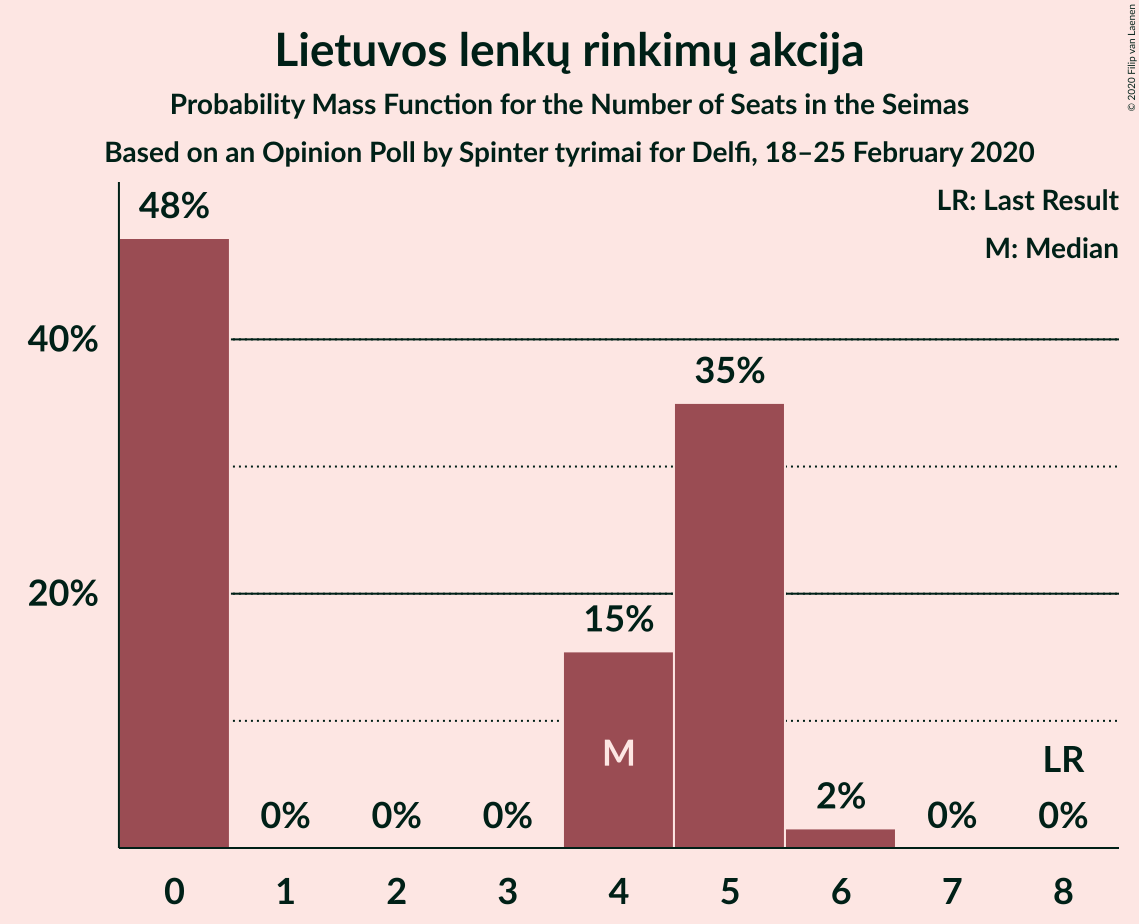 Lietuvos lenkų rinkimų akcija
Probability Mass Function for the Number of Seats in the Seimas
Based on an Opinion Poll by Spinter tyrimai for Delfi, 18–25 February 2020
© 2020 Filip van Laenen
LR: Last Result
M: Median
48%
40%
35%
20%
15%
M
LR
0% 0% 0% 2% 0% 0%
0 1 2 3 4 5 6 7 8